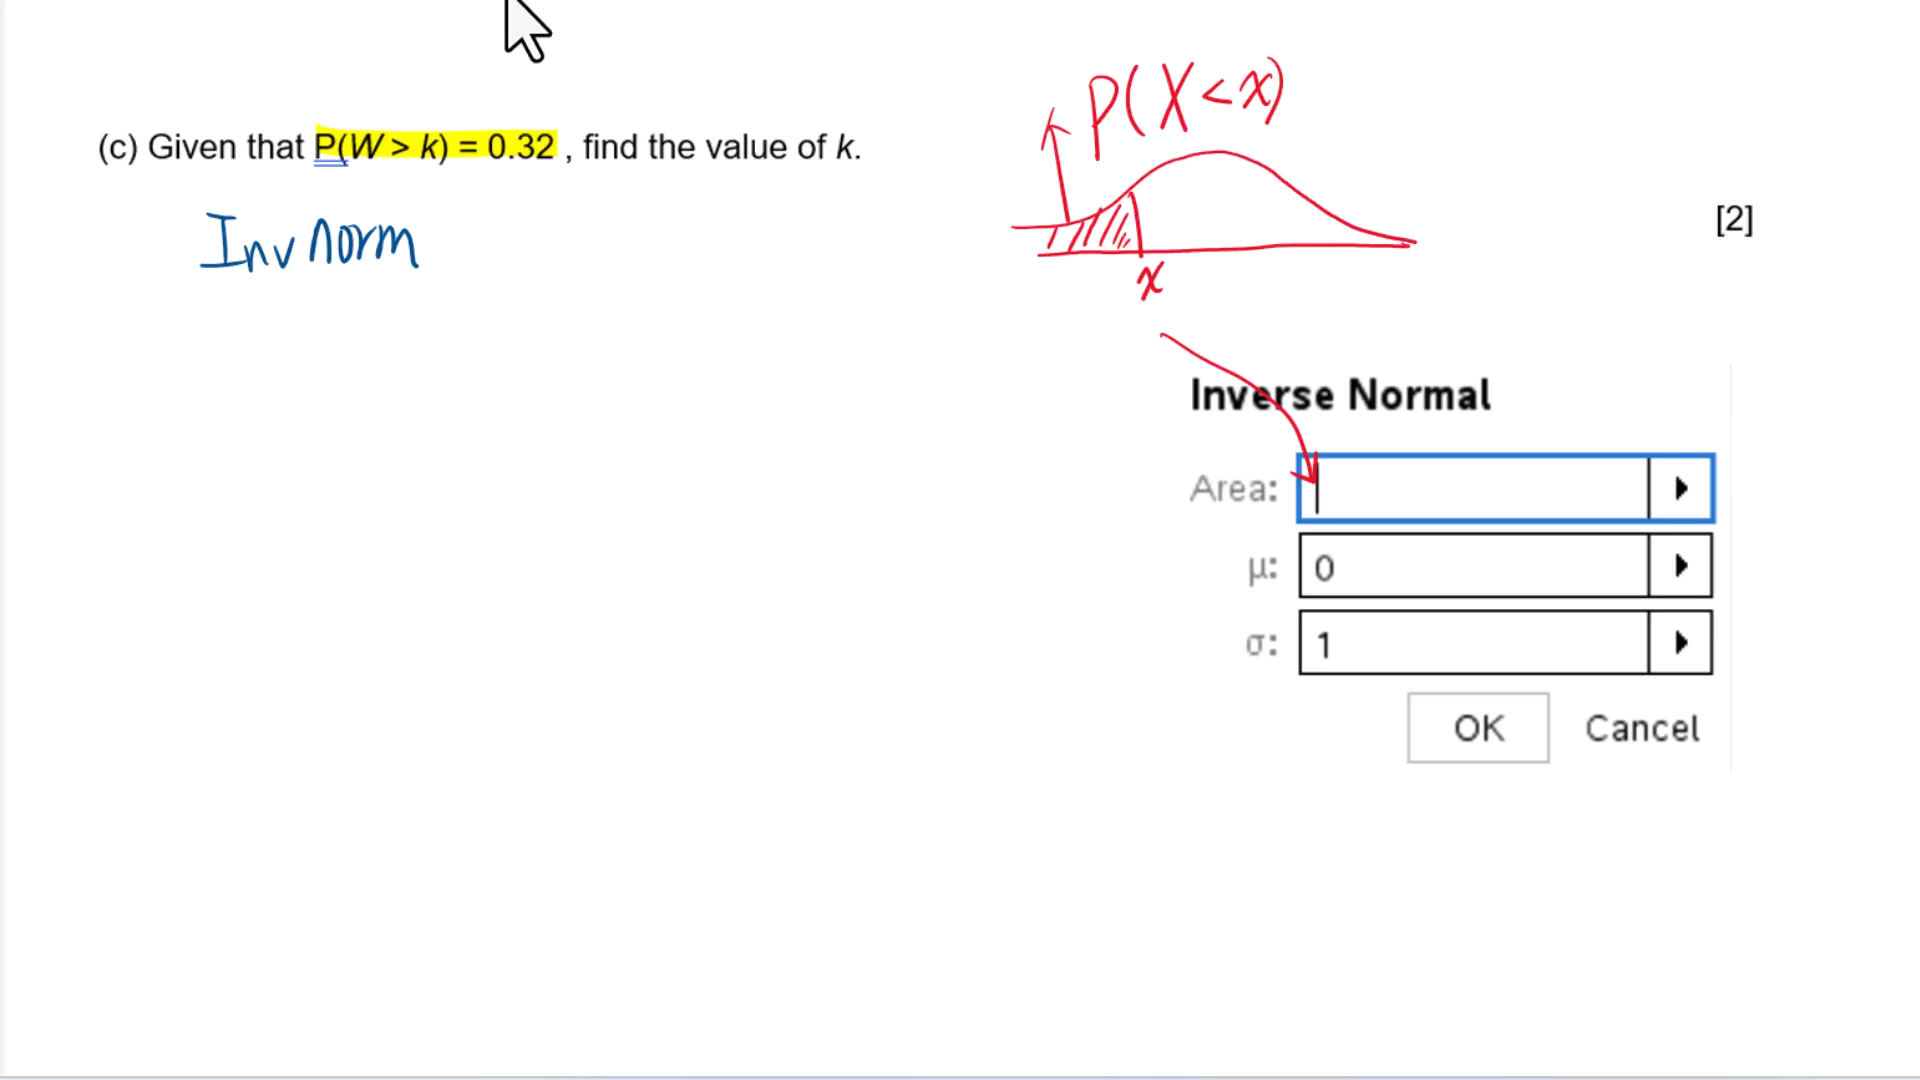 (c) Given that P(W > k) = 0.32 , find the value of k.
Inv Norm
P(X < x)
x
[2]
Inverse Normal
Area:
μ: 0
σ: 1
OK Cancel